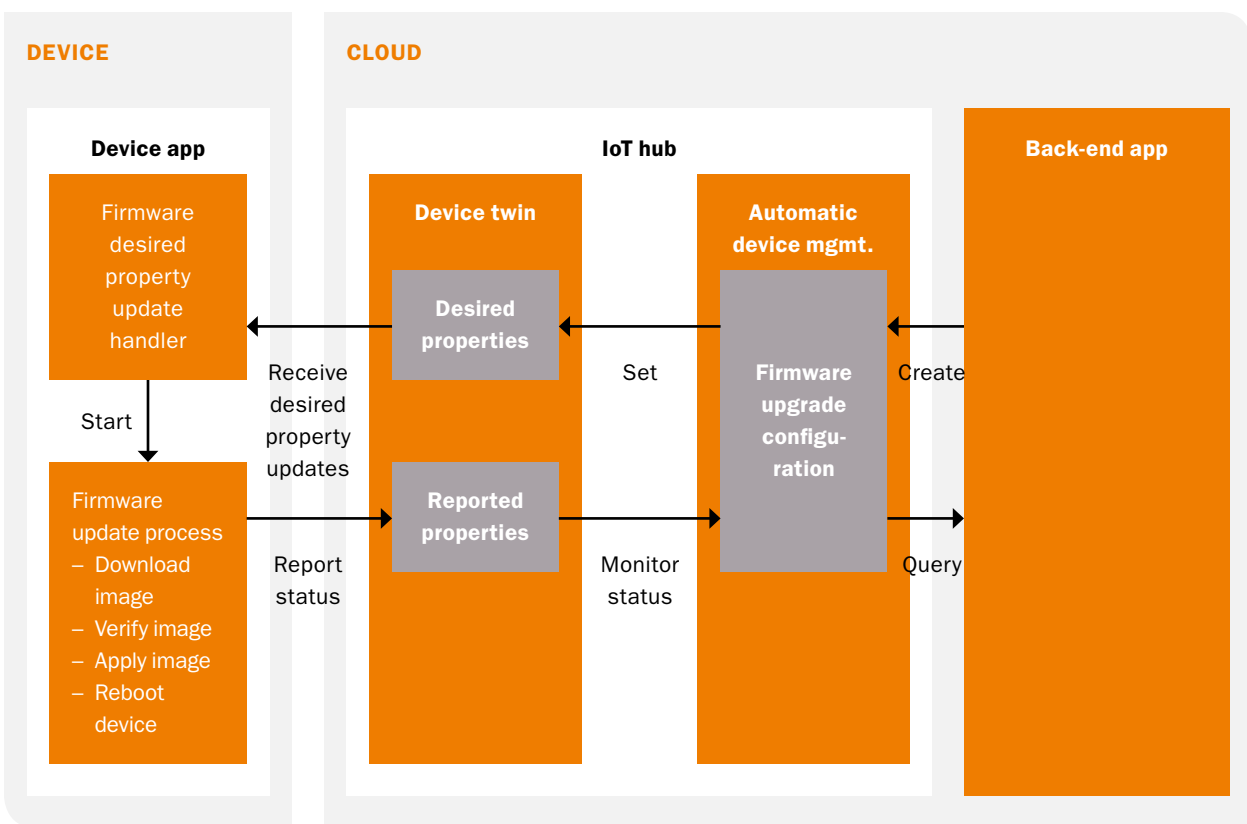 DEVICE
CLOUD
Device app
IoT hub
Back-end app
Firmware
desired
property
update
handler
Device twin
Automatic
device mgmt.
Desired
properties
Firmware
upgrade
configu-
ration
Receive
desired
property
updates
Set
Create
Start
Firmware
update process
– Download
image
– Verify image
– Apply image
– Reboot
device
Reported
properties
Report
status
Monitor
status
Query